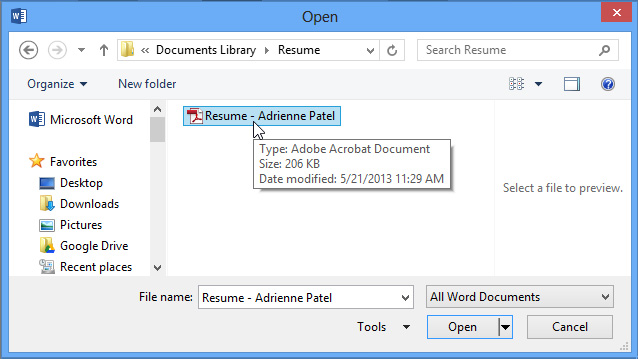 Open
« Documents Library ▸ Resume
Search Resume
Organize
New folder
Microsoft Word
Favorites
Desktop
Downloads
Pictures
Google Drive
Recent places
Resume - Adrienne Patel
Type: Adobe Acrobat Document
Size: 206 KB
Date modified: 5/21/2013 11:29 AM
Select a file to preview.
File name:
Resume - Adrienne Patel
All Word Documents
Tools
Open
Cancel